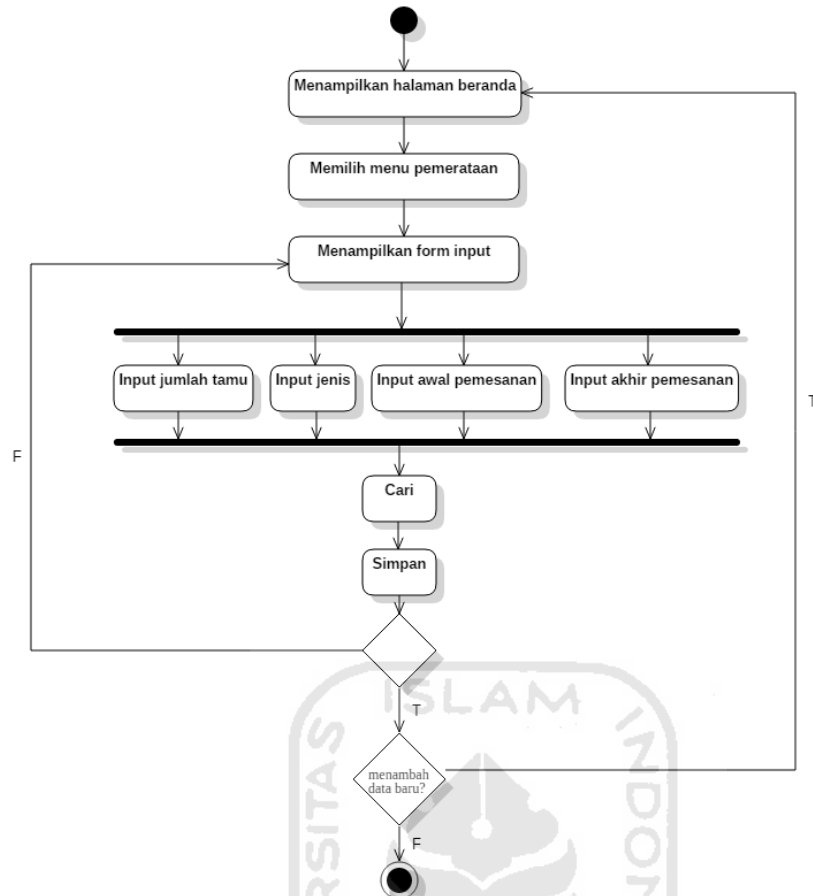 Menampilkan halaman beranda
Memilih menu pemerataan
Menampilkan form input
Input jumlah tamu
Input jenis
Input awal pemesanan
Input akhir pemesanan
T
F
Cari
Simpan
ISLAM
T
menambah
data baru?
F